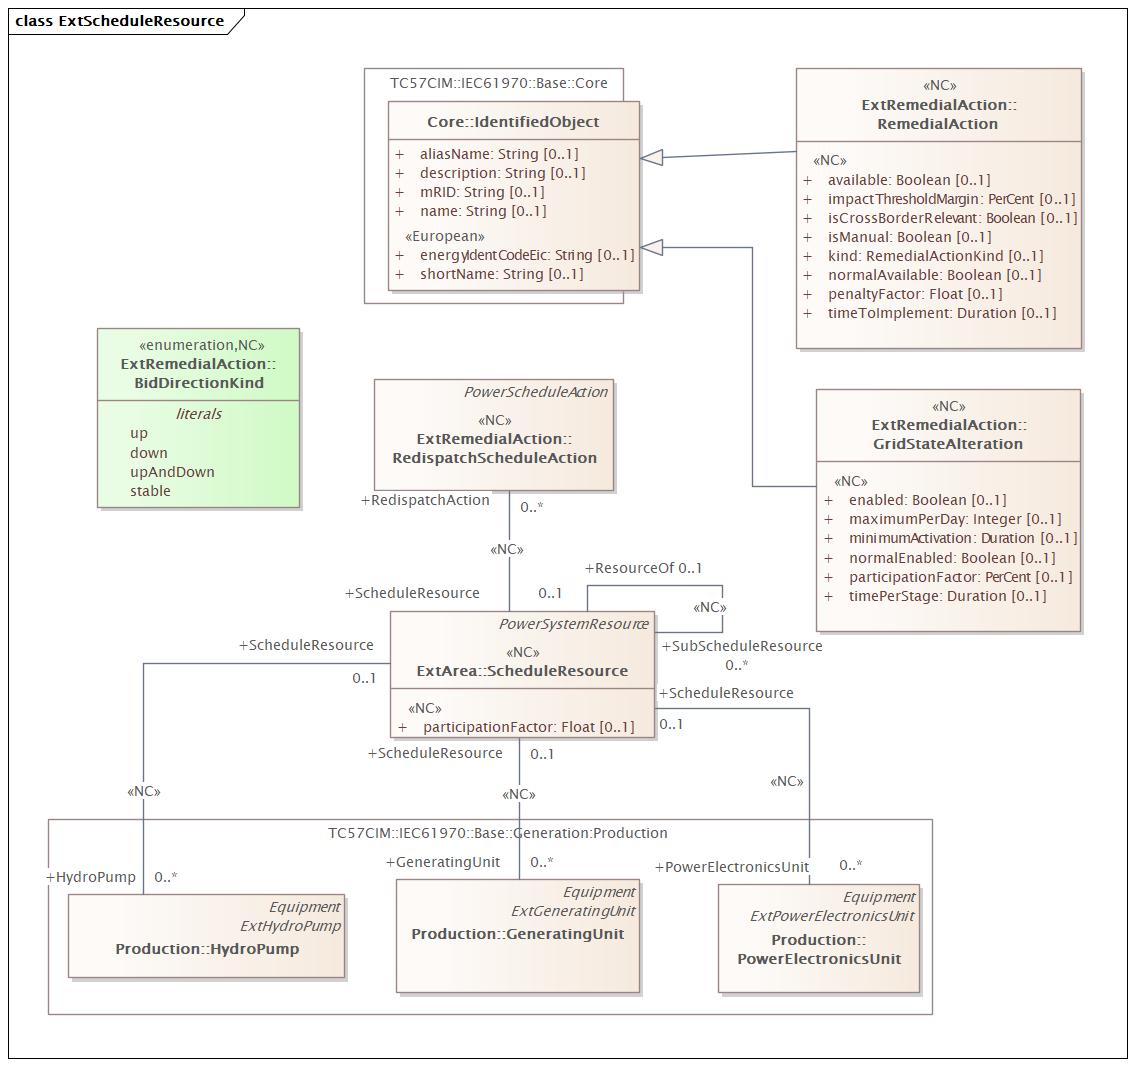 class ExtScheduleResource
TC57CIM::IEC61970::Base::Core
Core::IdentifiedObject
+ aliasName: String [0..1]
+ description: String [0..1]
+ mRID: String [0..1]
+ name: String [0..1]
«European»
+ energyIdentCodeEic: String [0..1]
+ shortName: String [0..1]
«NC»
ExtRemedialAction::
RemedialAction
«NC»
+ available: Boolean [0..1]
+ impactThresholdMargin: PerCent [0..1]
+ isCrossBorderRelevant: Boolean [0..1]
+ isManual: Boolean [0..1]
+ kind: RemedialActionKind [0..1]
+ normalAvailable: Boolean [0..1]
+ penaltyFactor: Float [0..1]
+ timeToImplement: Duration [0..1]
«enumeration,NC»
ExtRemedialAction::
BidDirectionKind
literals
up
down
upAndDown
stable
PowerScheduleAction
«NC»
ExtRemedialAction::
RedispatchScheduleAction
«NC»
ExtRemedialAction::
GridStateAlteration
«NC»
+ enabled: Boolean [0..1]
+ maximumPerDay: Integer [0..1]
+ minimumActivation: Duration [0..1]
+ normalEnabled: Boolean [0..1]
+ participationFactor: PerCent [0..1]
+ timePerStage: Duration [0..1]
+RedispatchAction
0..*
«NC»
+ScheduleResource
0..1
+ResourceOf 0..1
«NC»
+SubScheduleResource
0..*
PowerSystemResource
«NC»
ExtArea::ScheduleResource
«NC»
+ participationFactor: Float [0..1]
+ScheduleResource
0..1
+ScheduleResource
0..1
+ScheduleResource
0..1
«NC»
«NC»
«NC»
TC57CIM::IEC61970::Base::Generation:Production
+HydroPump
0..*
+GeneratingUnit
0..*
+PowerElectronicsUnit
0..*
Equipment
ExtHydroPump
Production::HydroPump
Equipment
ExtGeneratingUnit
Production::GeneratingUnit
Equipment
ExtPowerElectronicsUnit
Production::
PowerElectronicsUnit